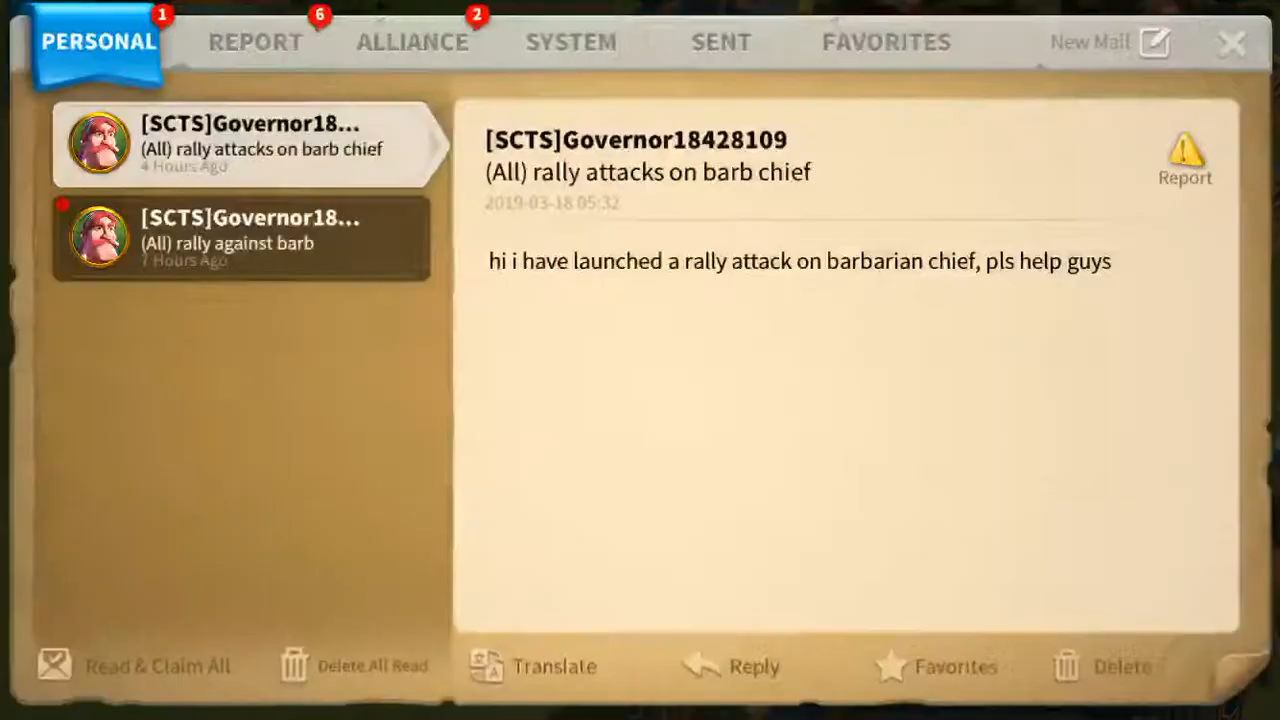 PERSONAL 1
REPORT 6
ALLIANCE 2
SYSTEM
SENT
FAVORITES
New Mail
[SCTS]Governor18...
(All) rally attacks on barb chief
4 Hours Ago
[SCTS]Governor18...
(All) rally against barb
7 Hours Ago
[SCTS]Governor18428109
(All) rally attacks on barb chief
2019-03-18 05:32
Report
hi i have launched a rally attack on barbarian chief, pls help guys
Read & Claim All
Delete All Read
Translate
Reply
Favorites
Delete